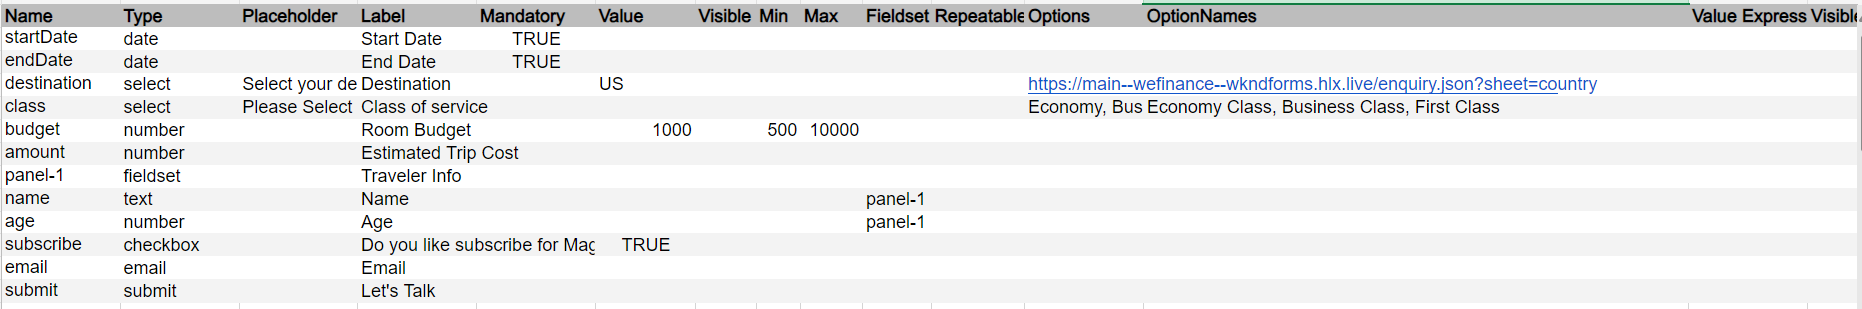 Name Type Placeholder Label Mandatory Value Visible Min Max Fieldset Repeatable Options OptionNames Value Express Visible
startDate date Start Date TRUE
endDate date End Date TRUE
destination select Select your de Destination US https://main--wefinance--wkndforms.hlx.live/enquiry.json?sheet=country
class select Please Select Class of service Economy, Bus Economy Class, Business Class, First Class
budget number Room Budget 1000 500 10000
amount number Estimated Trip Cost
panel-1 fieldset Traveler Info
name text Name panel-1
age number Age panel-1
subscribe checkbox Do you like subscribe for Mag TRUE
email email Email
submit submit Let's Talk